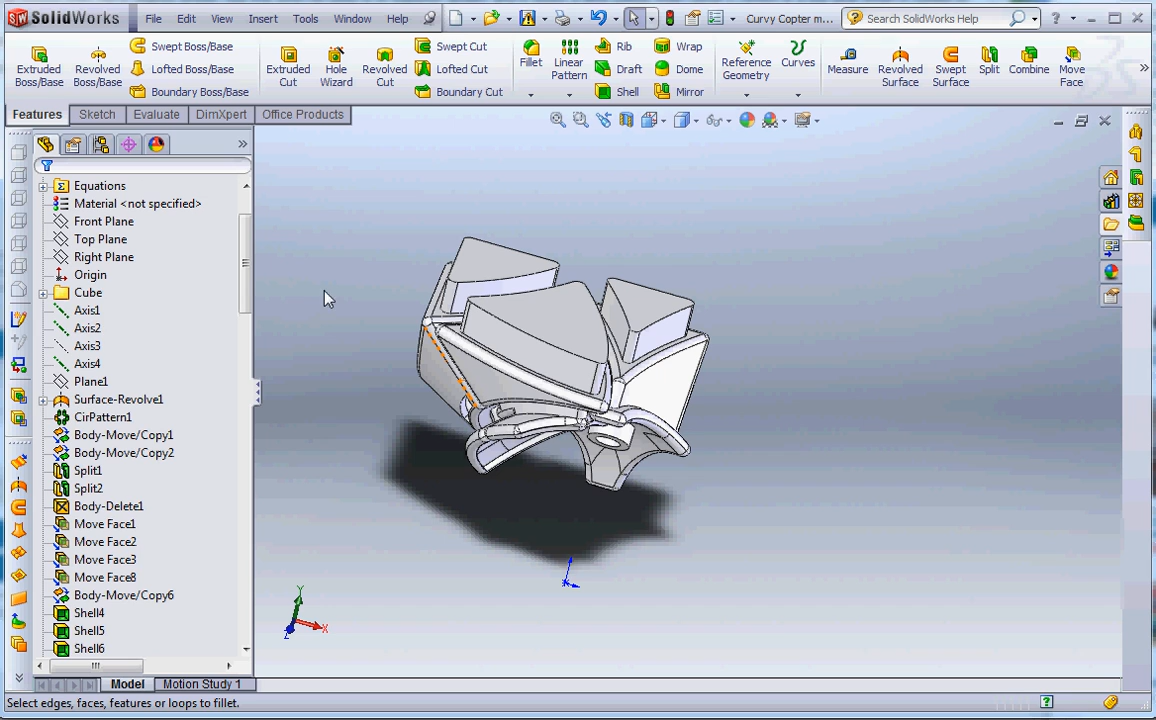 SolidWorks File Edit View Insert Tools Window Help Curvy Copter m... Search SolidWorks Help
Swept Boss/Base Swept Cut Rib Wrap
Extruded Boss/Base Revolved Boss/Base Lofted Boss/Base Extruded Cut Hole Wizard Revolved Cut Lofted Cut Fillet Linear Pattern Draft Dome Reference Geometry Curves Measure Revolved Surface Swept Surface Split Combine Move Face
Boundary Boss/Base Boundary Cut Shell Mirror
Features Sketch Evaluate DimXpert Office Products
Equations
Material <not specified>
Front Plane
Top Plane
Right Plane
Origin
Cube
Axis1
Axis2
Axis3
Axis4
Plane1
Surface-Revolve1
CirPattern1
Body-Move/Copy1
Body-Move/Copy2
Split1
Split2
Body-Delete1
Move Face1
Move Face2
Move Face3
Move Face8
Body-Move/Copy6
Shell4
Shell5
Shell6
Y
X
Z
Model Motion Study 1
Select edges, faces, features or loops to fillet.